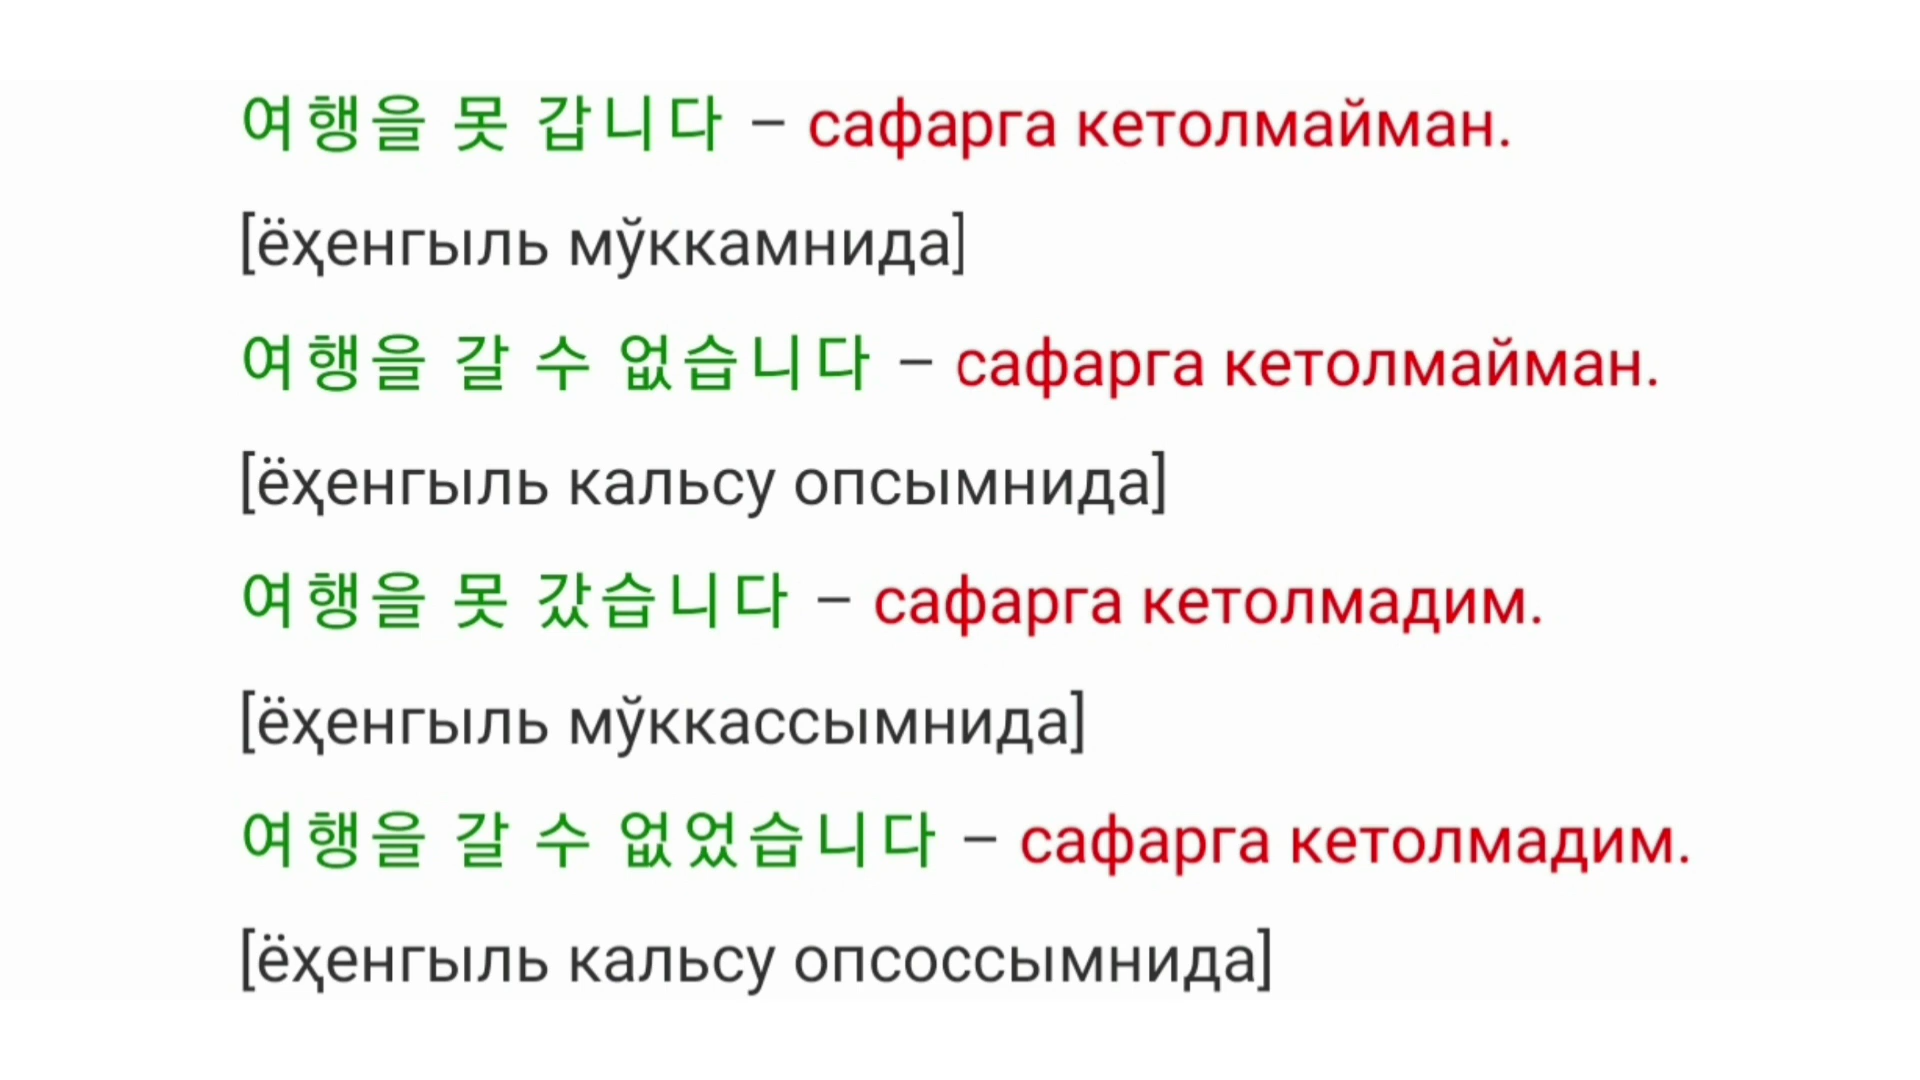 여행을 못 갑니다 – сафарга кетолмайман.
[ёҳенгыль мўккамнида]
여행을 갈 수 없습니다 – сафарга кетолмайман.
[ёҳенгыль кальсу опсымнида]
여행을 못 갔습니다 – сафарга кетолмадим.
[ёҳенгыль мўккассымнида]
여행을 갈 수 없었습니다 – сафарга кетолмадим.
[ёҳенгыль кальсу опсоссымнида]